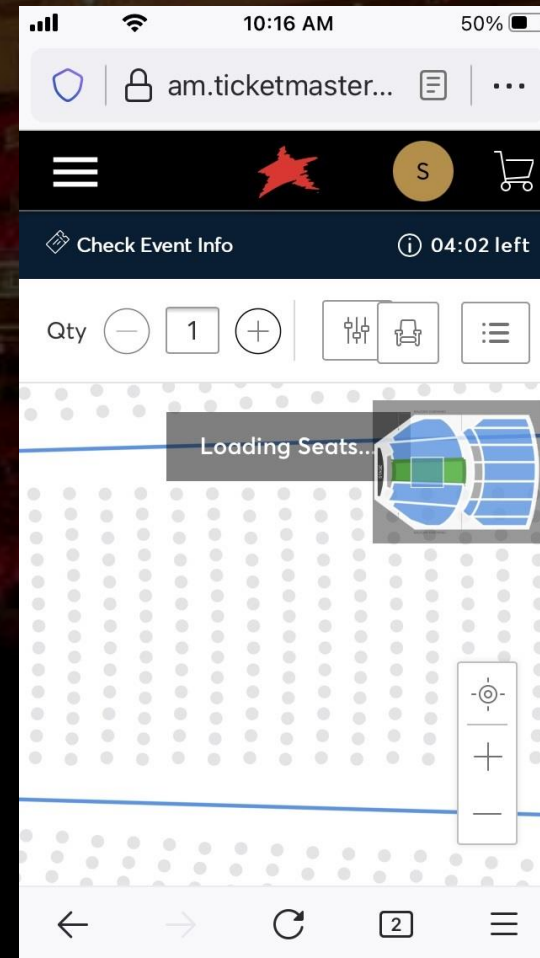 10:16 AM
50%
am.ticketmaster...
S
Check Event Info
04:02 left
Qty
1
Loading Seats...
2